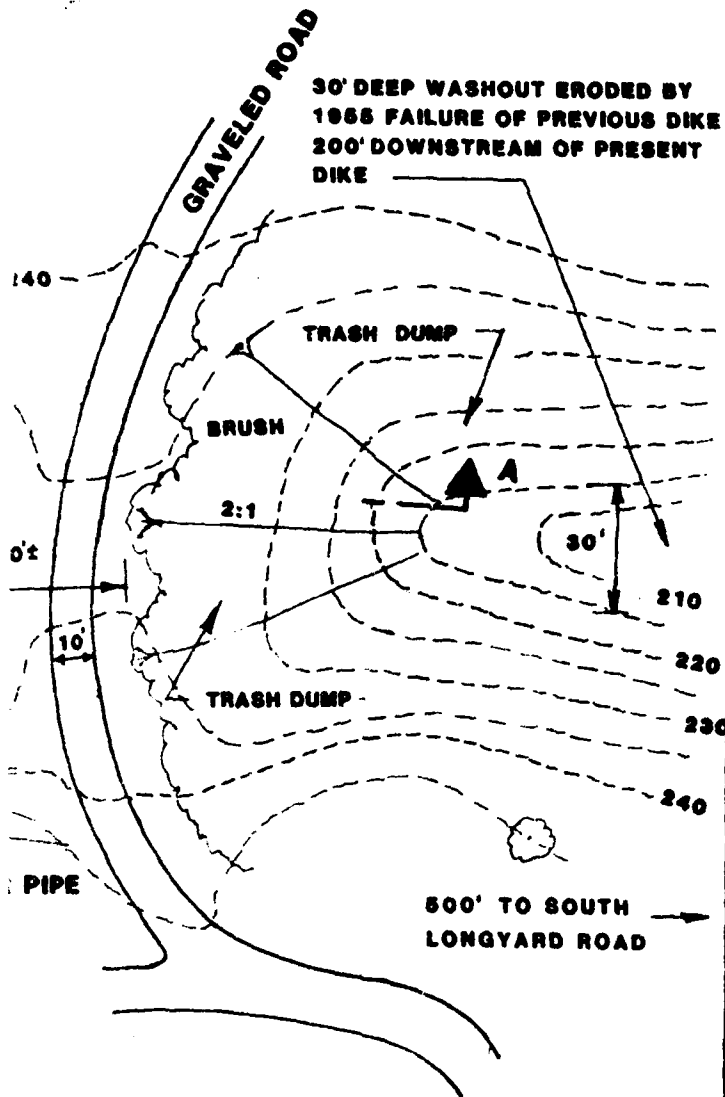 GRAVELED ROAD
30' DEEP WASHOUT ERODED BY
1955 FAILURE OF PREVIOUS DIKE
200' DOWNSTREAM OF PRESENT
DIKE
TRASH DUMP
BRUSH
A
2:1
30'
210
10'
220
TRASH DUMP
230
240
PIPE
500' TO SOUTH
LONGYARD ROAD